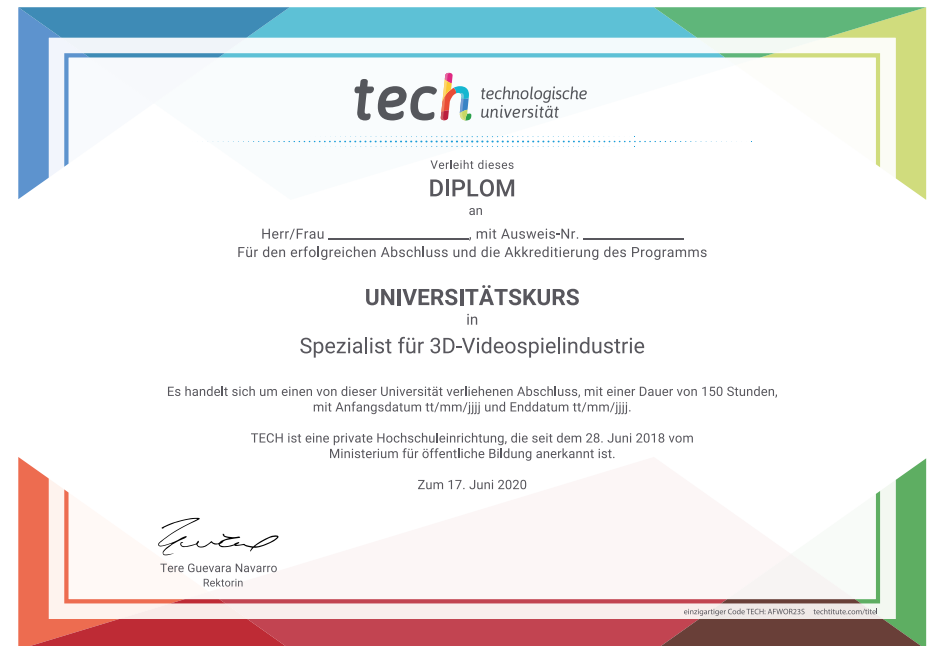 tech technologische
universität
Verleiht dieses
DIPLOM
an
Herr/Frau ____________________, mit Ausweis-Nr. ______________
Für den erfolgreichen Abschluss und die Akkreditierung des Programms
UNIVERSITÄTSKURS
in
Spezialist für 3D-Videospielindustrie
Es handelt sich um einen von dieser Universität verliehenen Abschluss, mit einer Dauer von 150 Stunden,
mit Anfangsdatum tt/mm/jjjj und Enddatum tt/mm/jjjj.
TECH ist eine private Hochschuleinrichtung, die seit dem 28. Juni 2018 vom
Ministerium für öffentliche Bildung anerkannt ist.
Zum 17. Juni 2020
Tere Guevara Navarro
Rektorin
einzigartiger Code TECH: AFWOR23S techtitute.com/titel